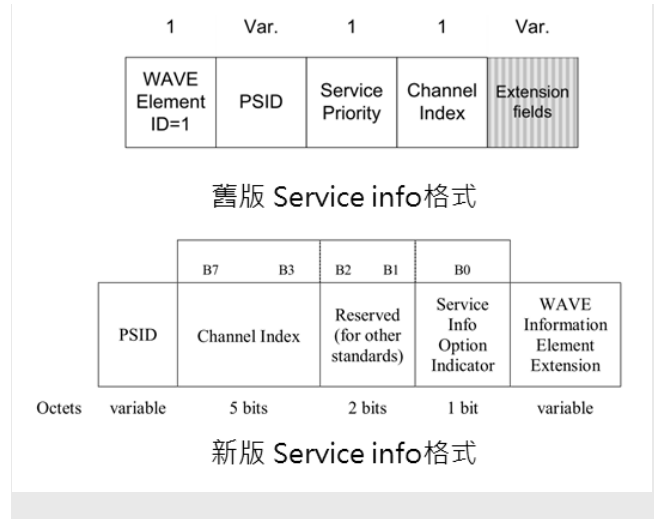 1 Var. 1 1 Var.
WAVE
Element
ID=1
PSID
Service
Priority
Channel
Index
Extension
fields
舊版 Service info格式
B7 B3 B2 B1 B0
PSID
Channel Index
Reserved
(for other
standards)
Service
Info
Option
Indicator
WAVE
Information
Element
Extension
Octets variable 5 bits 2 bits 1 bit variable
新版 Service info格式